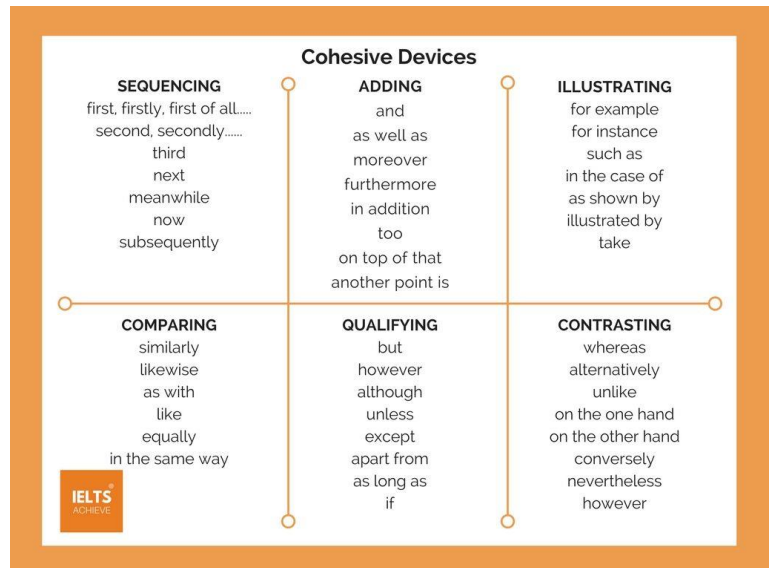 Cohesive Devices
SEQUENCING
first, firstly, first of all.....
second, secondly......
third
next
meanwhile
now
subsequently
ADDING
and
as well as
moreover
furthermore
in addition
too
on top of that
another point is
ILLUSTRATING
for example
for instance
such as
in the case of
as shown by
illustrated by
take
COMPARING
similarly
likewise
as with
like
equally
in the same way
QUALIFYING
but
however
although
unless
except
apart from
as long as
if
CONTRASTING
whereas
alternatively
unlike
on the one hand
on the other hand
conversely
nevertheless
however
IELTS®
ACHIEVE